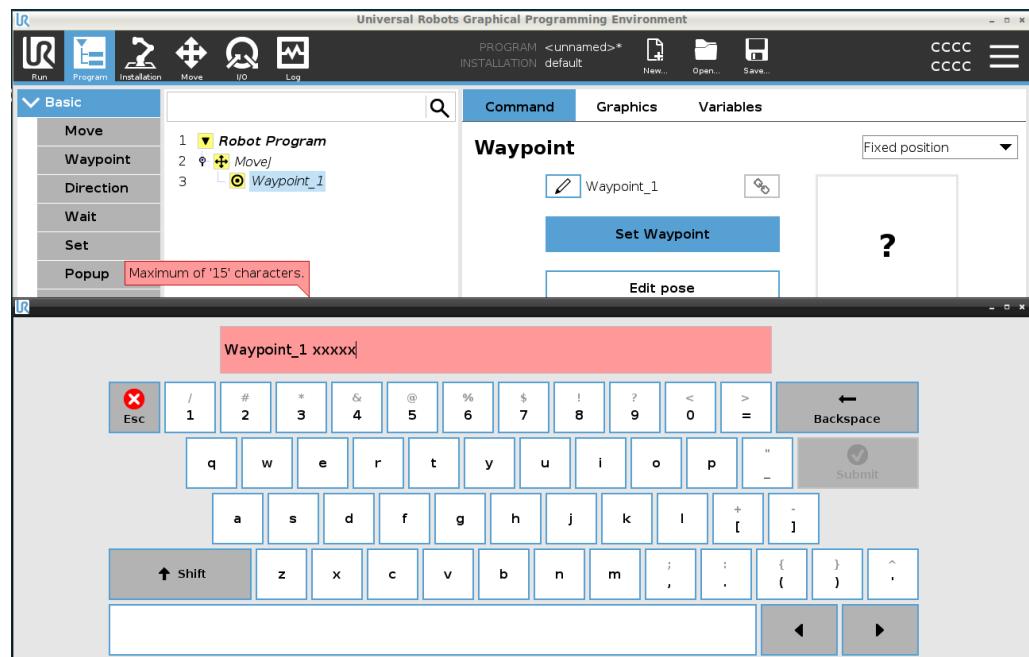 UR Universal Robots Graphical Programming Environment
UR Run Program Installation Move I/O Log PROGRAM <unnamed>* New... Open... Save... CCCC
INSTALLATION default CCCC
Basic Command Graphics Variables
Move
Waypoint
Direction
Wait
Set
Popup
1 Robot Program
2 MoveJ
3 Waypoint_1
Waypoint Fixed position
Waypoint_1
Set Waypoint
?
Edit pose
Maximum of '15' characters.
UR
Waypoint_1 xxxxx
Esc / 1 # 2 * 3 & 4 @ 5 % 6 $ 7 ! 8 ? 9 < 0 > = Backspace
q w e r t y u i o p " _ Submit
a s d f g h j k l + [ - ]
Shift z x c v b n m ; , : . { ( } ) ^ '